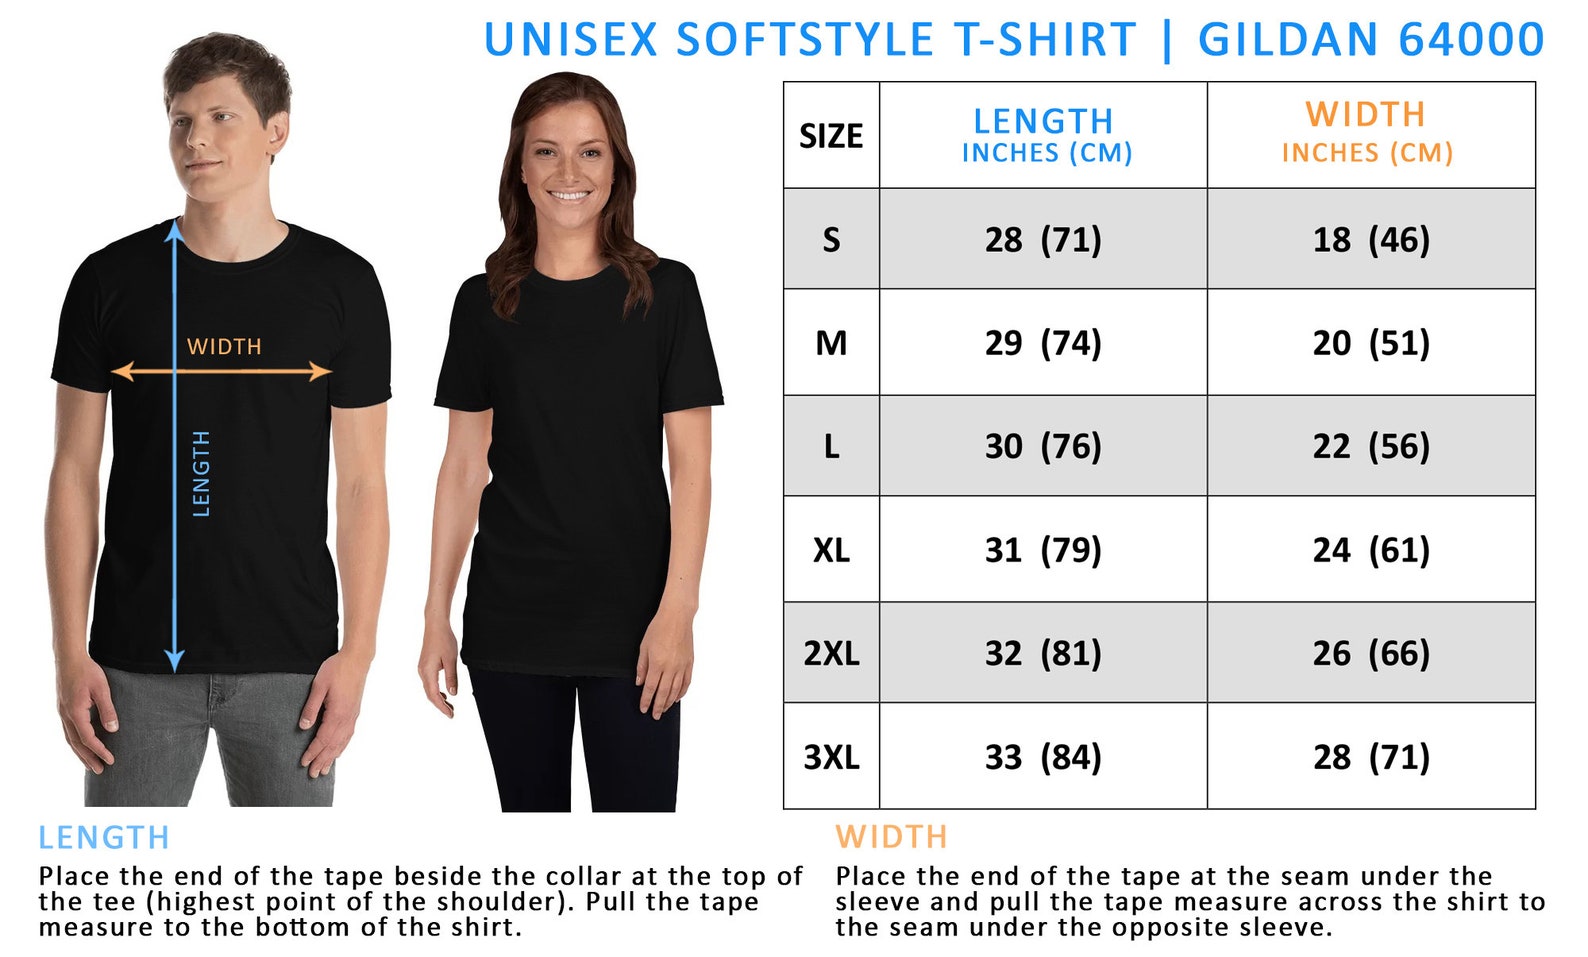 UNISEX SOFTSTYLE T-SHIRT | GILDAN 64000
SIZE
LENGTH
INCHES (CM)
WIDTH
INCHES (CM)
S 28 (71) 18 (46)
M 29 (74) 20 (51)
L 30 (76) 22 (56)
XL 31 (79) 24 (61)
2XL 32 (81) 26 (66)
3XL 33 (84) 28 (71)
WIDTH
LENGTH
LENGTH
Place the end of the tape beside the collar at the top of
the tee (highest point of the shoulder). Pull the tape
measure to the bottom of the shirt.
WIDTH
Place the end of the tape at the seam under the
sleeve and pull the tape measure across the shirt to
the seam under the opposite sleeve.